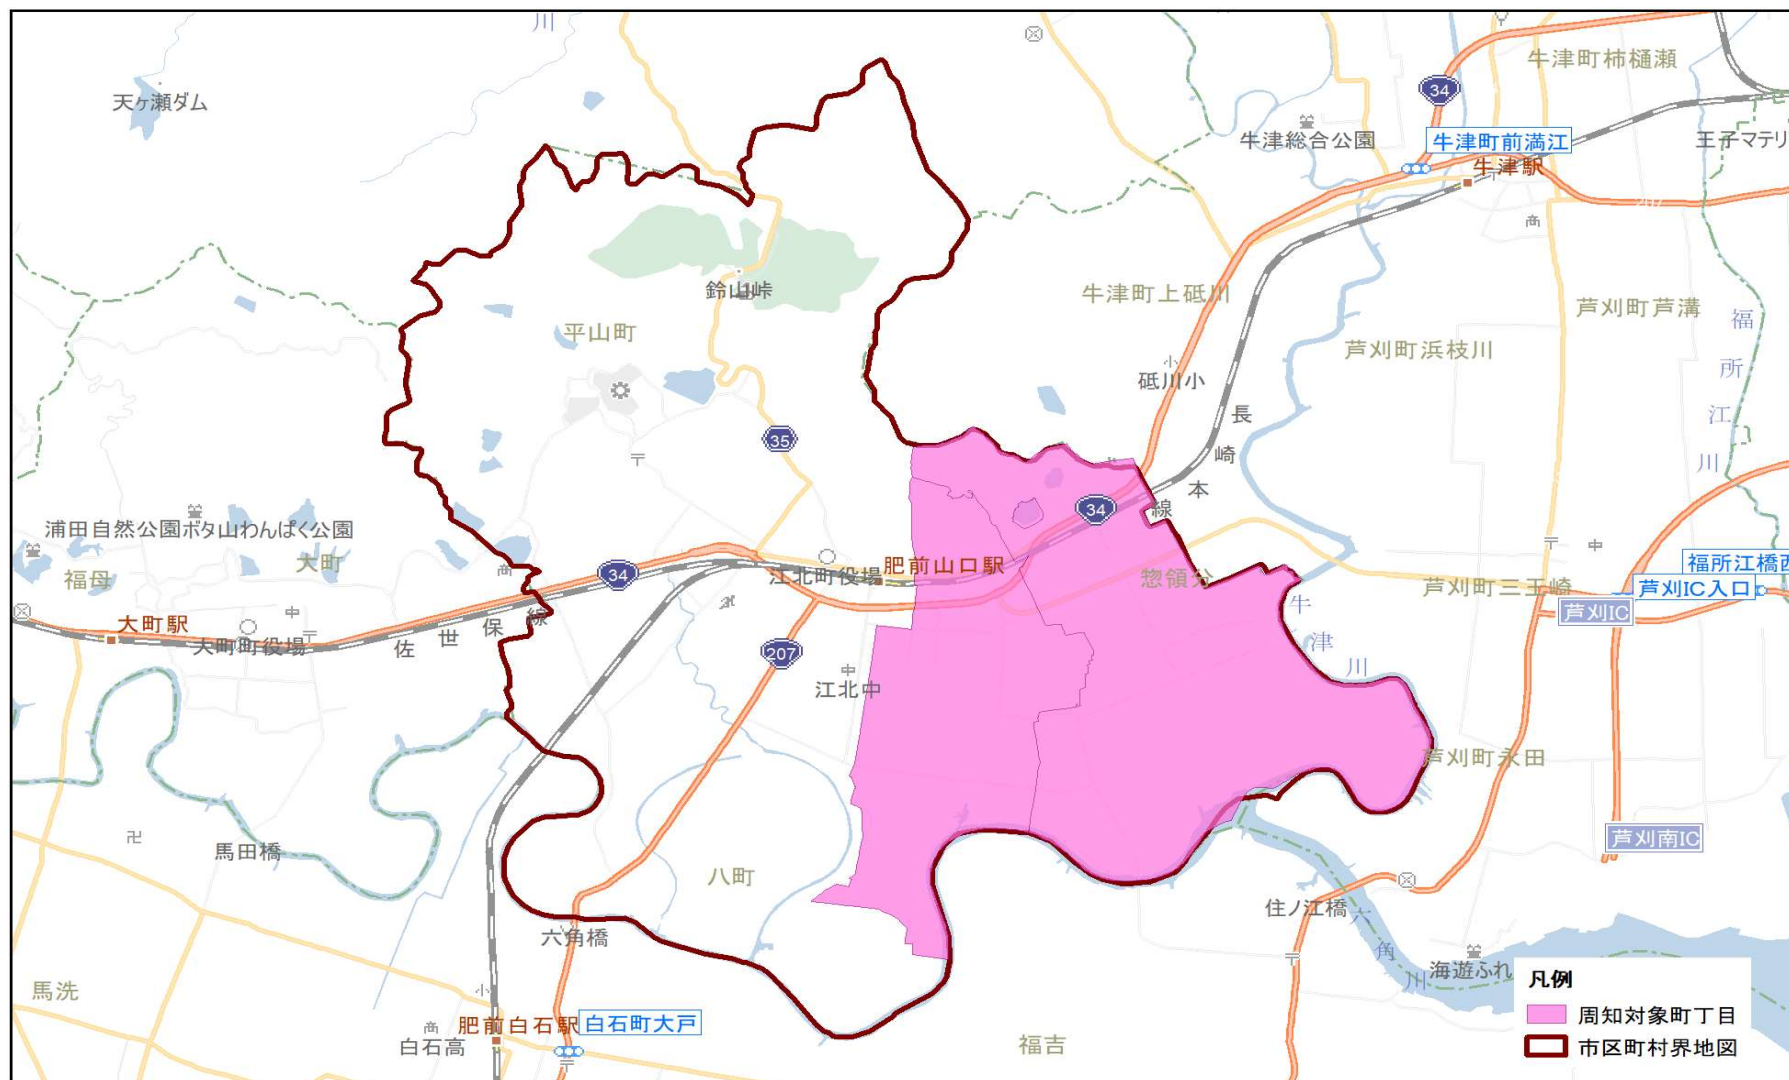 川
天ヶ瀬ダム
牛津町柿樋瀬
34
牛津総合公園
牛津町前満江
王子マテリ
牛津駅
207
鈴山峠
牛津町上砥川
芦刈町芦溝
平山町
福所江川
芦刈町浜枝川
小
砥川小
長崎本線
35
34
浦田自然公園ボタ山わんぱく公園
福母
大町
商
34
江北町役場
肥前山口駅
惣領分
中
福所江橋西
芦刈町三王崎
芦刈IC入口
芦刈IC
牛津川
大町駅
中
大町町役場
佐世保線
207
中
江北中
芦刈町永田
馬田橋
芦刈南IC
八町
住ノ江橋
六角川
六角橋
海遊ふれ
馬洗
小
商
肥前白石駅
白石町大戸
白石高
福吉
凡例
周知対象町丁目
市区町村界地図